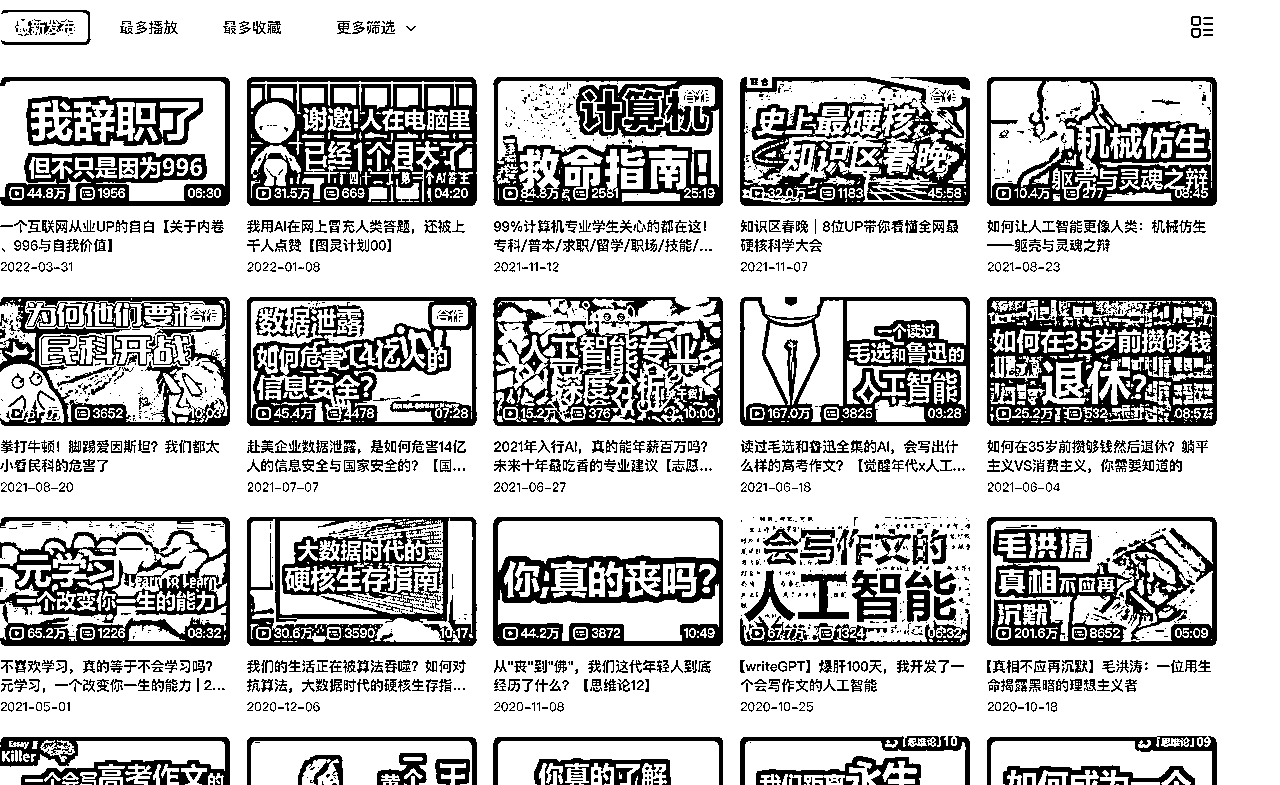 最新发布 最多播放 最多收藏 更多筛选
我辞职了
但不只是因为996
44.8万 1956 06:30
一个互联网从业UP的自白【关于内卷
、996与自我价值】
2022-03-31
谢邀!人在电脑里
已经1个月大了
31.5万 669 04:20
我用AI在网上冒充人类答题，还被上
千人点赞【图灵计划00】
2022-01-08
合作
计算机
救命指南!
84.8万 2581 25:19
99%计算机专业学生关心的都在这!
专科/普本/求职/留学/职场/技能/...
2021-11-12
合作
史上最硬核
知识区春晚
32.0万 1183 45:58
知识区春晚｜8位UP带你看懂全网最
硬核科学大会
2021-11-07
机械仿生
躯壳与灵魂之辩
10.4万 277 08:45
如何让人工智能更像人类：机械仿生
——躯壳与灵魂之辩
2021-08-23
合作
为何他们要和
民科开战
3652 10:03
拳打牛顿！脚踢爱因斯坦？我们都太
小看民科的危害了
2021-08-20
合作
数据泄露
如何危害14亿人的
信息安全?
45.4万 2478 07:28
赴美企业数据泄露，是如何危害14亿
人的信息安全与国家安全的？【国...
2021-07-07
人工智能专业
深度分析
15.2万 376 10:00
2021年入行AI，真的能年薪百万吗？
未来十年最吃香的专业建议【志愿...
2021-06-27
一个读过
毛选和鲁迅的
人工智能
167.0万 3825 03:28
读过毛选和鲁迅全集的AI，会写出什
么样的高考作文？【觉醒年代x人工...
2021-06-18
如何在35岁前攒够钱
退休?
25.2万 532 08:57
如何在35岁前攒够钱然后退休？躺平
主义VS消费主义，你需要知道的
2021-06-04
元学习
Learn to Learn
一个改变你一生的能力
65.2万 1226 08:32
不喜欢学习，真的等于不会学习吗？
元学习，一个改变你一生的能力 | 2...
2021-05-01
大数据时代的
硬核生存指南
30.6万 3590 10:17
我们的生活正在被算法吞噬？如何对
抗算法，大数据时代的硬核生存指...
2020-12-06
你,真的丧吗?
44.2万 3872 10:49
从"丧"到"佛"，我们这代年轻人到底
经历了什么？【思维论12】
2020-11-08
会写作文的
人工智能
67.7万 1324 06:32
【writeGPT】爆肝100天，我开发了一
个会写作文的人工智能
2020-10-25
毛洪涛
真相不应再
沉默
201.6万 8652 05:09
【真相不应再沉默】毛洪涛：一位用生
命揭露黑暗的理想主义者
2020-10-18
Essay
Killer
一个会写高考作文的
你真的了解
【思维论】10
我们距离永生
【思维论】09
如何成为一个